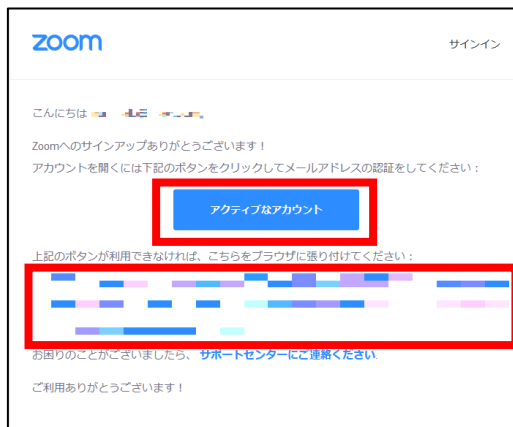 zoom
サインイン
こんにちは
Zoomへのサインアップありがとうございます！
アカウントを開くには下記のボタンをクリックしてメールアドレスの認証をしてください：
アクティブなアカウント
上記のボタンが利用できなければ、こちらをブラウザに張り付けてください：
お困りのことがございましたら、 サポートセンターにご連絡ください.
ご利用ありがとうございます！